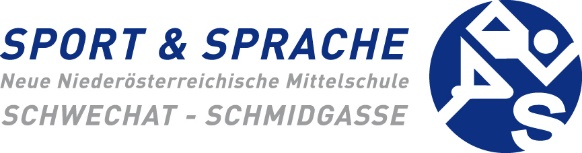 SPORT & SPRACHE
Neue Niederösterreichische Mittelschule
SCHWECHAT - SCHMIDGASSE
S